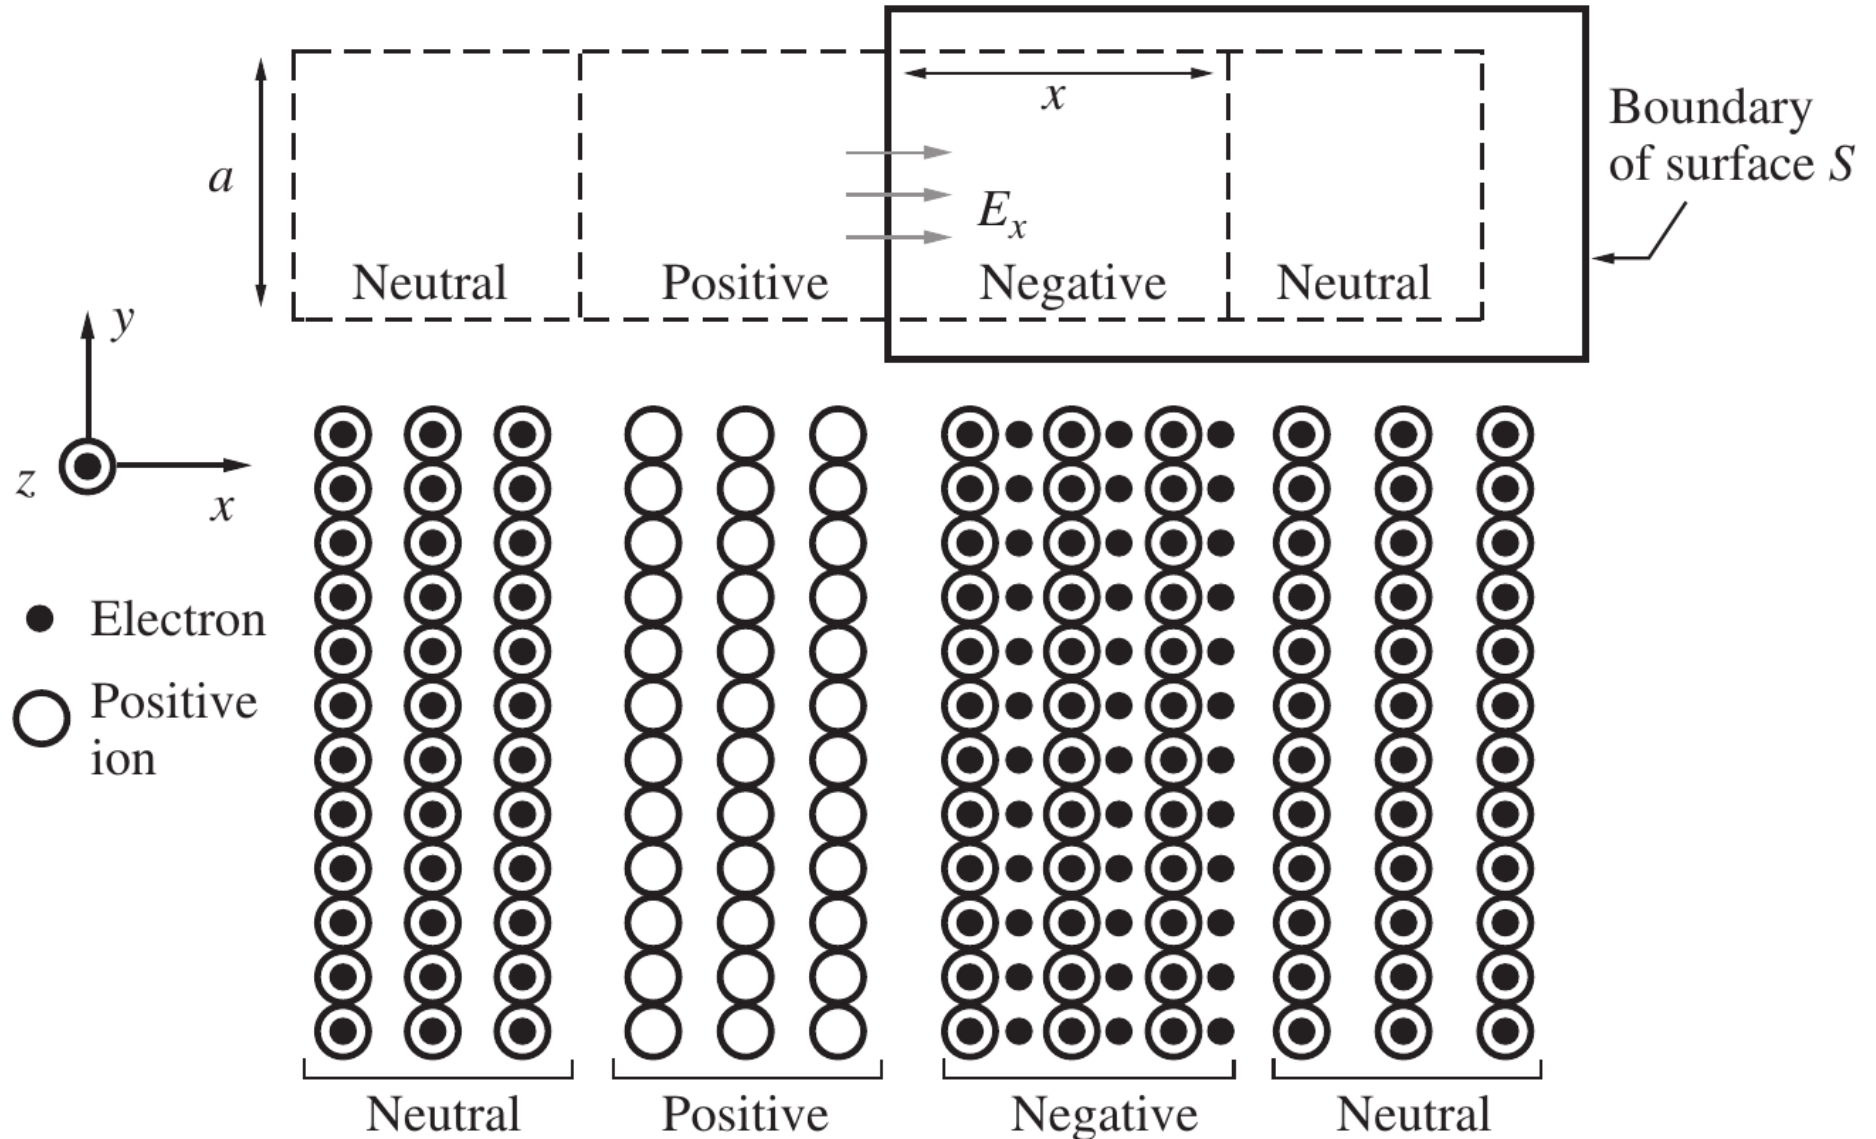 x
Boundary
of surface S
a
E_x
Neutral
Positive
Negative
Neutral
y
z
x
Electron
Positive
ion
Neutral
Positive
Negative
Neutral